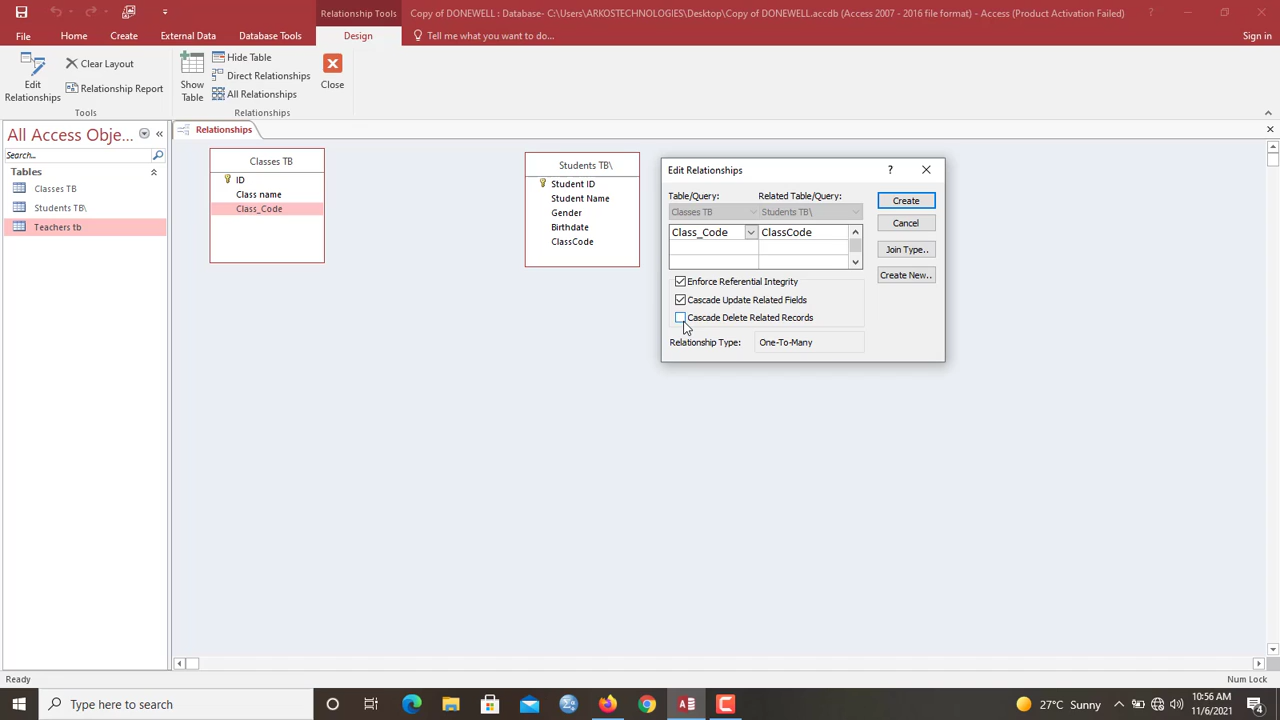 Relationship Tools
Copy of DONEWELL : Database- C:\Users\ARKOSTECHNOLOGIES\Desktop\Copy of DONEWELL.accdb (Access 2007 - 2016 file format) - Access (Product Activation Failed)
File Home Create External Data Database Tools Design Tell me what you want to do... Sign in
Edit Relationships
Clear Layout
Relationship Report
Tools
Show Table
Hide Table
Direct Relationships
All Relationships
Relationships
Close
All Access Obje...
Search...
Tables
Classes TB
Students TB\
Teachers tb
Relationships
Classes TB
ID
Class name
Class_Code
Students TB\
Student ID
Student Name
Gender
Birthdate
ClassCode
Edit Relationships
?
Table/Query: Related Table/Query:
Classes TB Students TB\
Class_Code ClassCode
Enforce Referential Integrity
Cascade Update Related Fields
Cascade Delete Related Records
Relationship Type: One-To-Many
Create
Cancel
Join Type..
Create New..
Ready
Num Lock
Type here to search
27°C Sunny
10:56 AM
11/6/2021
4